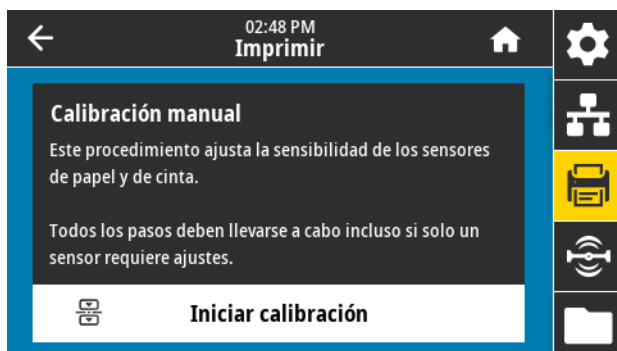 02:48 PM
Imprimir
Calibración manual
Este procedimiento ajusta la sensibilidad de los sensores
de papel y de cinta.
Todos los pasos deben llevarse a cabo incluso si solo un
sensor requiere ajustes.
Iniciar calibración